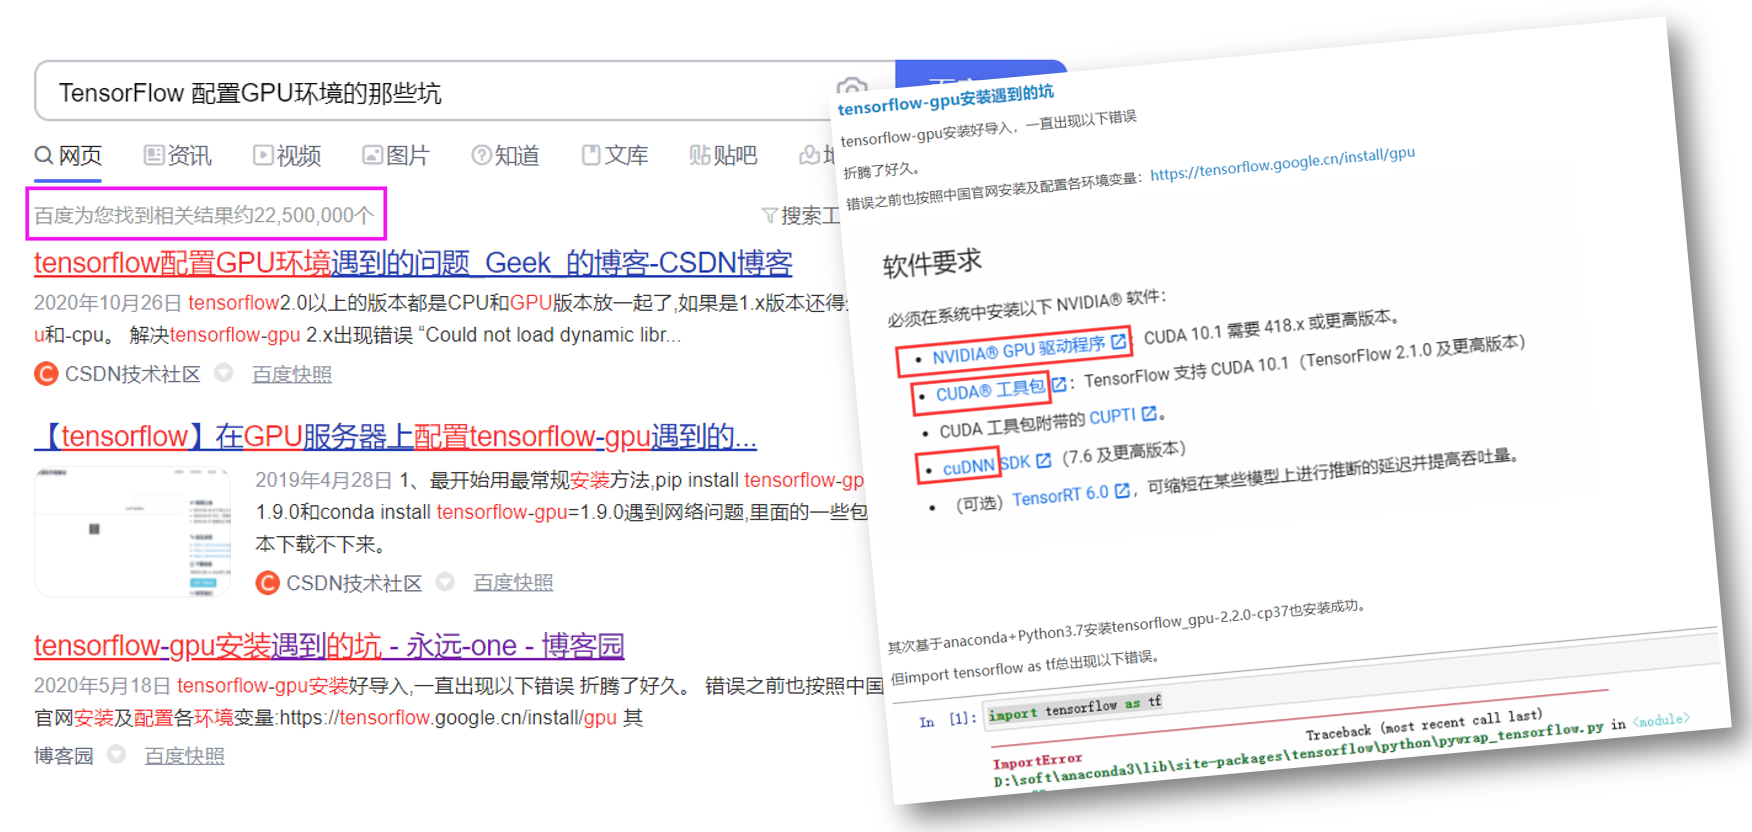 TensorFlow 配置GPU环境的那些坑
网页
资讯
视频
图片
知道
文库
贴吧
百度为您找到相关结果约22,500,000个
搜索工
tensorflow配置GPU环境遇到的问题_Geek_的博客-CSDN博客
2020年10月26日 tensorflow2.0以上的版本都是CPU和GPU版本放一起了,如果是1.x版本还得
u和-cpu。 解决tensorflow-gpu 2.x出现错误 “Could not load dynamic libr...
CSDN技术社区
百度快照
【tensorflow】在GPU服务器上配置tensorflow-gpu遇到的...
2019年4月28日 1、最开始用最常规安装方法,pip install tensorflow-gp
1.9.0和conda install tensorflow-gpu=1.9.0遇到网络问题,里面的一些包
本下载不下来。
CSDN技术社区
百度快照
tensorflow-gpu安装遇到的坑 - 永远-one - 博客园
2020年5月18日 tensorflow-gpu安装好导入,一直出现以下错误 折腾了好久。 错误之前也按照中国
官网安装及配置各环境变量:https://tensorflow.google.cn/install/gpu 其
博客园
百度快照
tensorflow-gpu安装遇到的坑
tensorflow-gpu安装好导入，一直出现以下错误
折腾了好久。
错误之前也按照中国官网安装及配置各环境变量：https://tensorflow.google.cn/install/gpu
软件要求
必须在系统中安装以下 NVIDIA® 软件：
• NVIDIA® GPU 驱动程序 ：CUDA 10.1 需要 418.x 或更高版本。
• CUDA® 工具包 ：TensorFlow 支持 CUDA 10.1（TensorFlow 2.1.0 及更高版本）
• CUDA 工具包附带的 CUPTI 。
• cuDNN SDK （7.6 及更高版本）
• （可选）TensorRT 6.0 ，可缩短在某些模型上进行推断的延迟并提高吞吐量。
其次基于anaconda+Python3.7安装tensorflow_gpu-2.2.0-cp37也安装成功。
但import tensorflow as tf总出现以下错误。
In [1]: import tensorflow as tf
ImportError Traceback (most recent call last)
D:\soft\anaconda3\lib\site-packages\tensorflow\python\pywrap_tensorflow.py in <module>